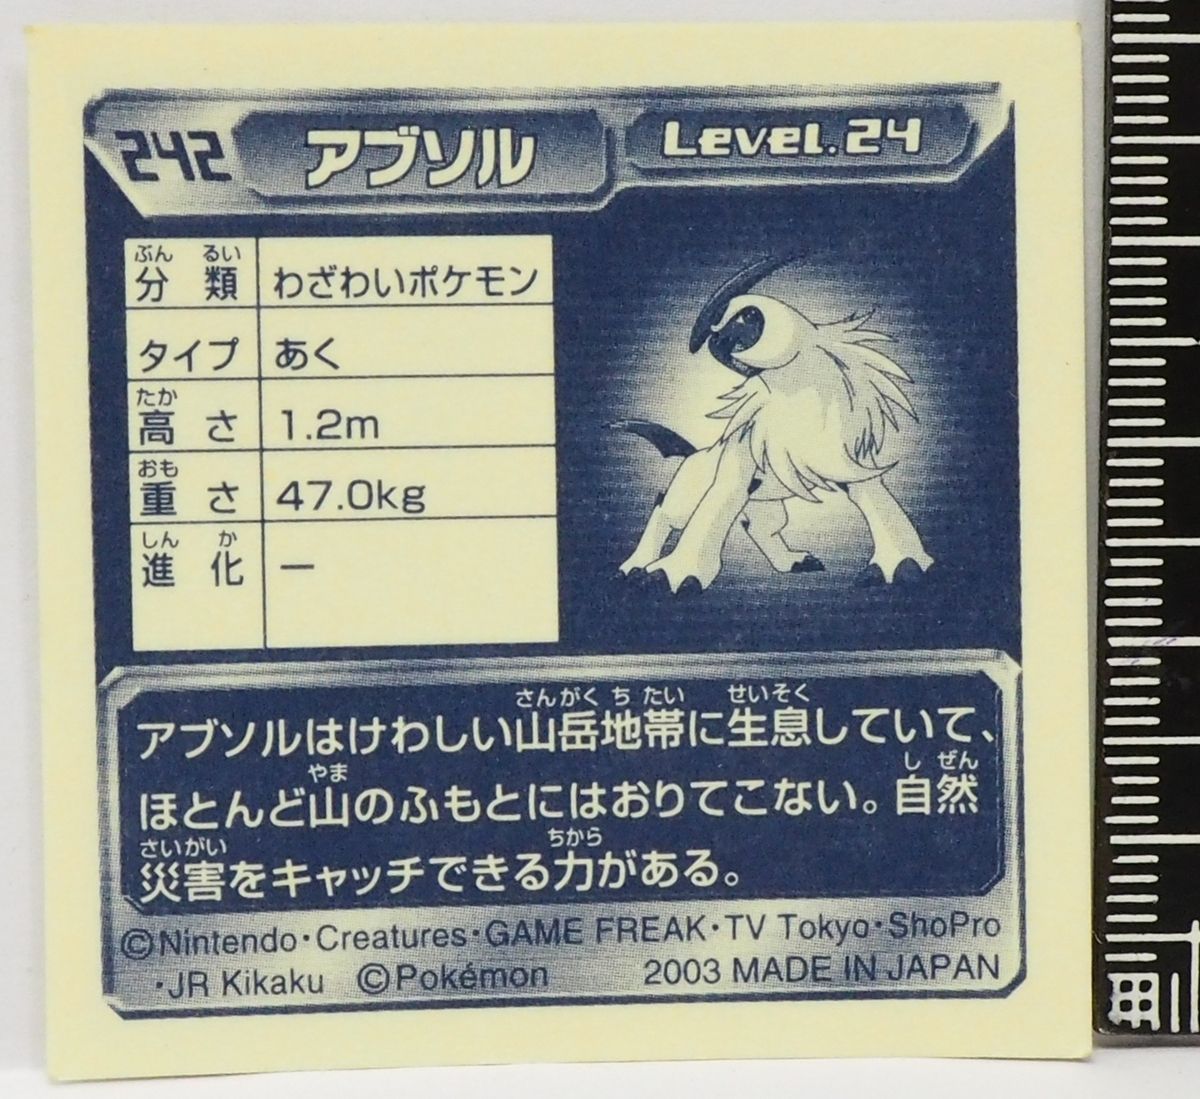 242 アブソル Level.24
ぶん るい
分類 わざわいポケモン
タイプ あく
たか
高さ 1.2m
おも
重さ 47.0kg
しん か
進化 ー
さんがく ち たい せいそく
アブソルはけわしい山岳地帯に生息していて、
やま し ぜん
ほとんど山のふもとにはおりてこない。自然
さいがい ちから
災害をキャッチできる力がある。
©Nintendo・Creatures・GAME FREAK・TV Tokyo・ShoPro
・JR Kikaku ©Pokémon 2003 MADE IN JAPAN